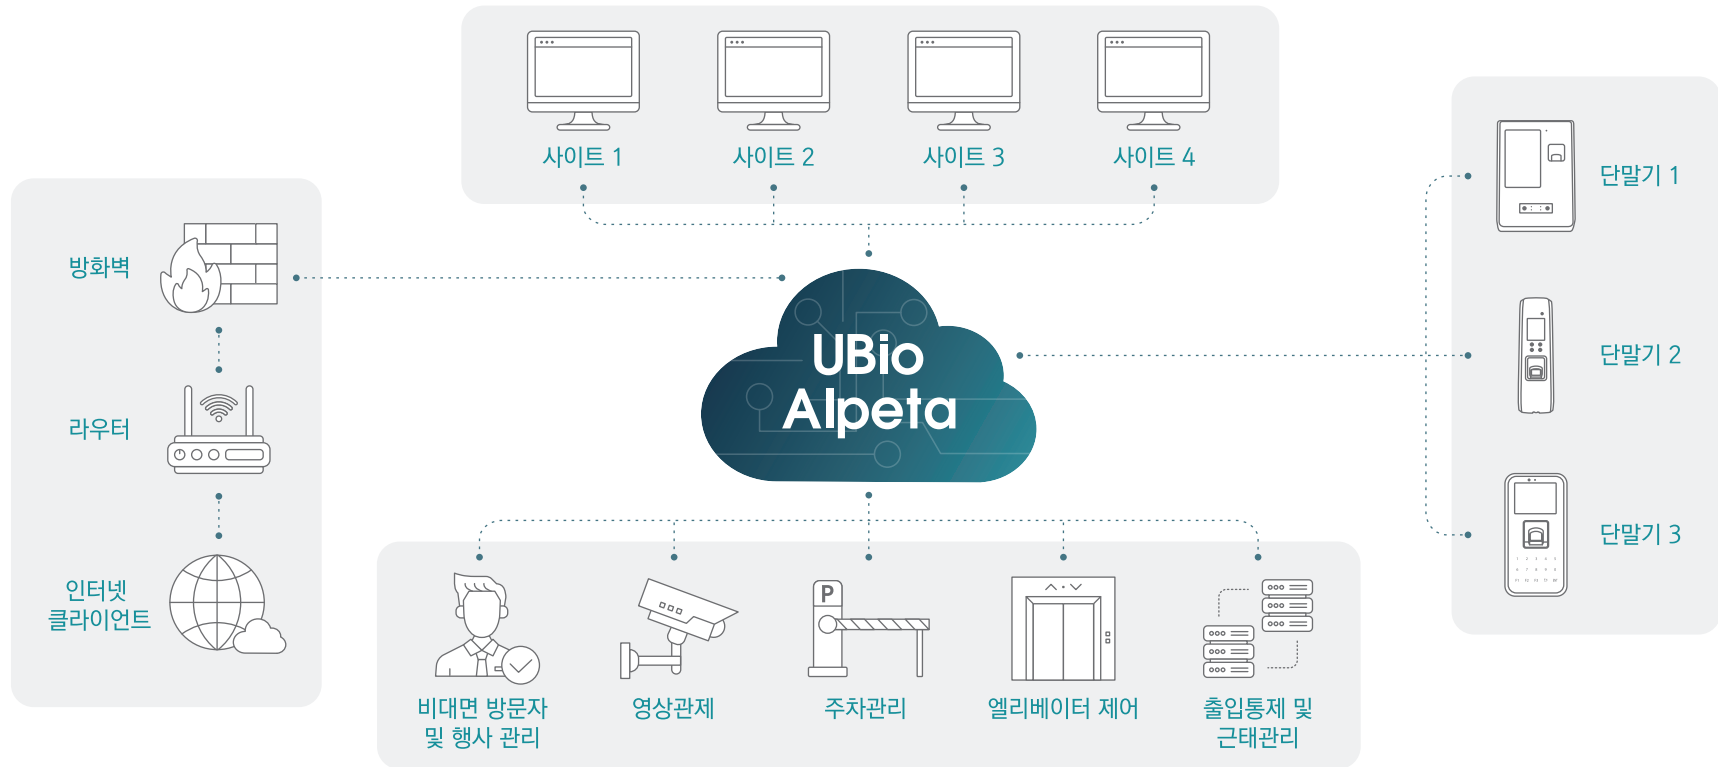 사이트 1
사이트 2
사이트 3
사이트 4
방화벽
라우터
인터넷
클라이언트
UBio
Alpeta
단말기 1
단말기 2
단말기 3
P
비대면 방문자
및 행사 관리
영상관제
주차관리
엘리베이터 제어
출입통제 및
근태관리